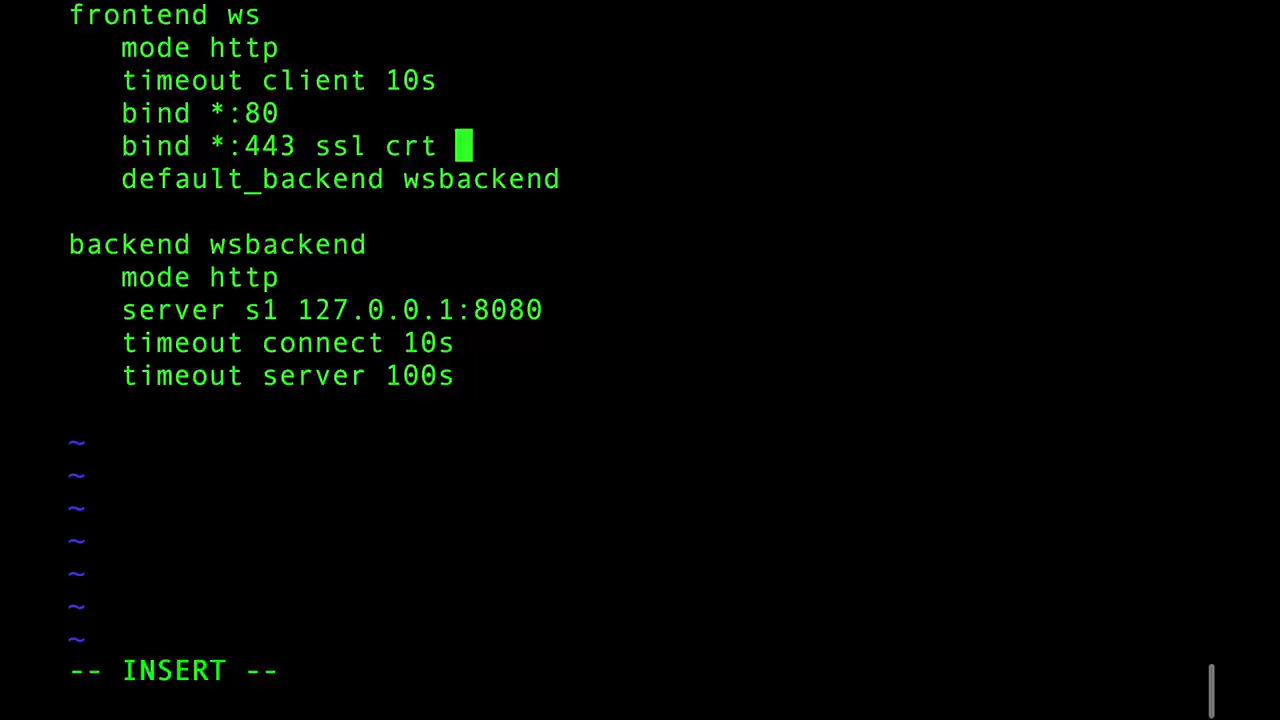 frontend ws
   mode http
   timeout client 10s
   bind *:80
   bind *:443 ssl crt
   default_backend wsbackend

backend wsbackend
   mode http
   server s1 127.0.0.1:8080
   timeout connect 10s
   timeout server 100s

~
~
~
~
~
~
~
-- INSERT --